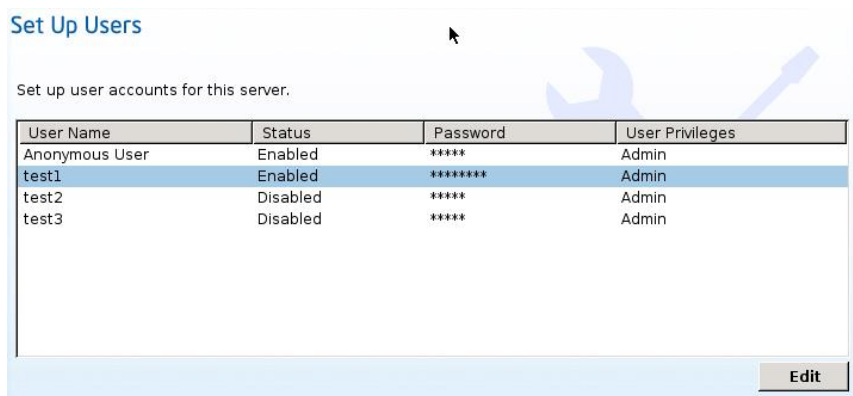 Set Up Users
Set up user accounts for this server.
User Name Status Password User Privileges
Anonymous User Enabled ***** Admin
test1 Enabled ******** Admin
test2 Disabled ***** Admin
test3 Disabled ***** Admin
Edit